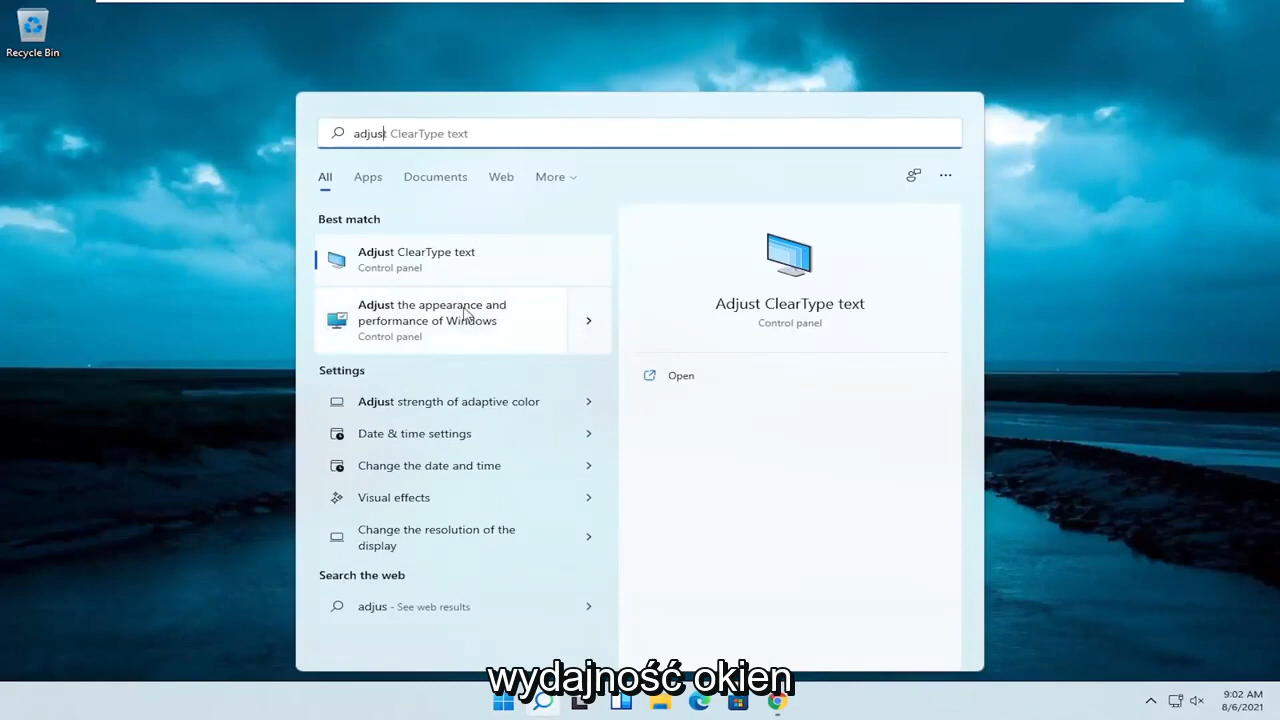 Recycle Bin
adjust ClearType text
All Apps Documents Web More
Best match
Adjust ClearType text
Control panel
Adjust the appearance and
performance of Windows
Control panel
Settings
Adjust strength of adaptive color
Date & time settings
Change the date and time
Visual effects
Change the resolution of the
display
Search the web
adjus - See web results
Adjust ClearType text
Control panel
Open
wydajność okien
9:02 AM
8/6/2021